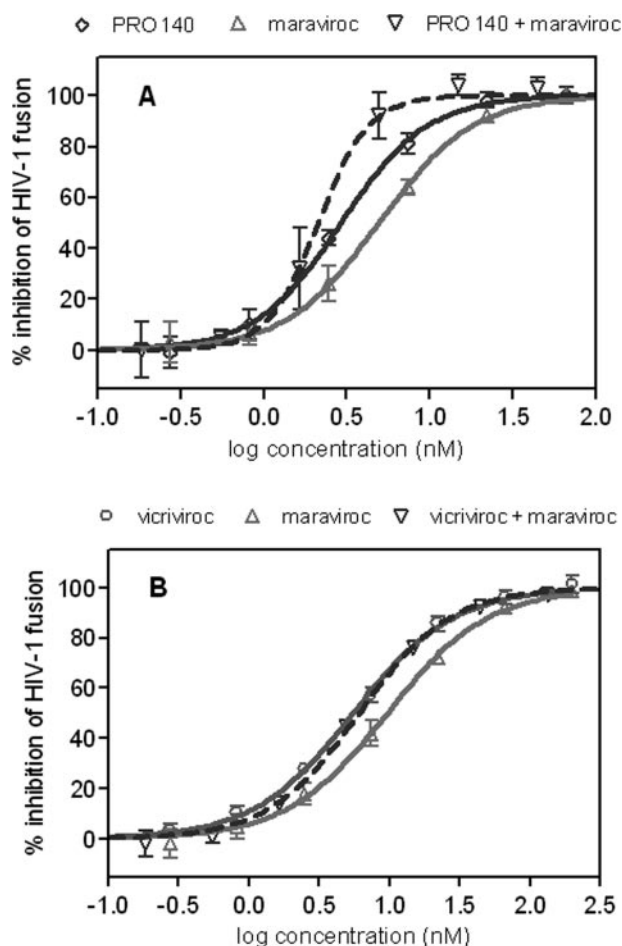 PRO 140 maraviroc PRO 140 + maraviroc
A
% inhibition of HIV-1 fusion
100
80
60
40
20
0
-1.0 -0.5 0.0 0.5 1.0 1.5 2.0
log concentration (nM)
vicriviroc maraviroc vicriviroc + maraviroc
B
% inhibition of HIV-1 fusion
100
80
60
40
20
0
-1.0 -0.5 0.0 0.5 1.0 1.5 2.0 2.5
log concentration (nM)